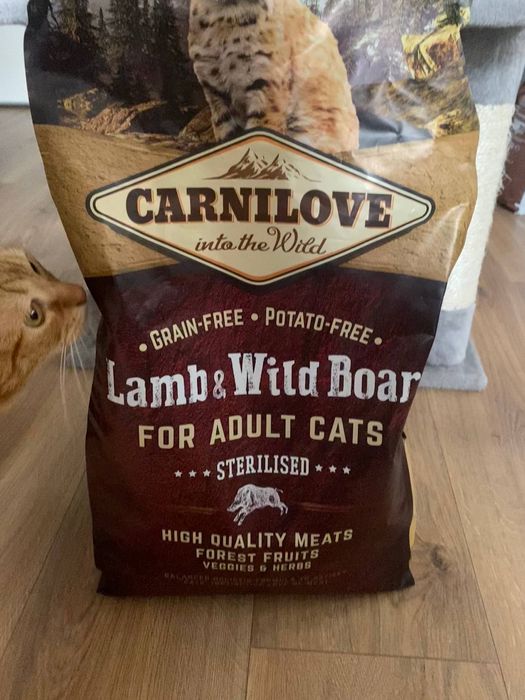 CARNILOVE
into the Wild
• GRAIN-FREE • POTATO-FREE •
Lamb & Wild Boar
FOR ADULT CATS
*** STERILISED ***
HIGH QUALITY MEATS
FOREST FRUITS
VEGGIES & HERBS